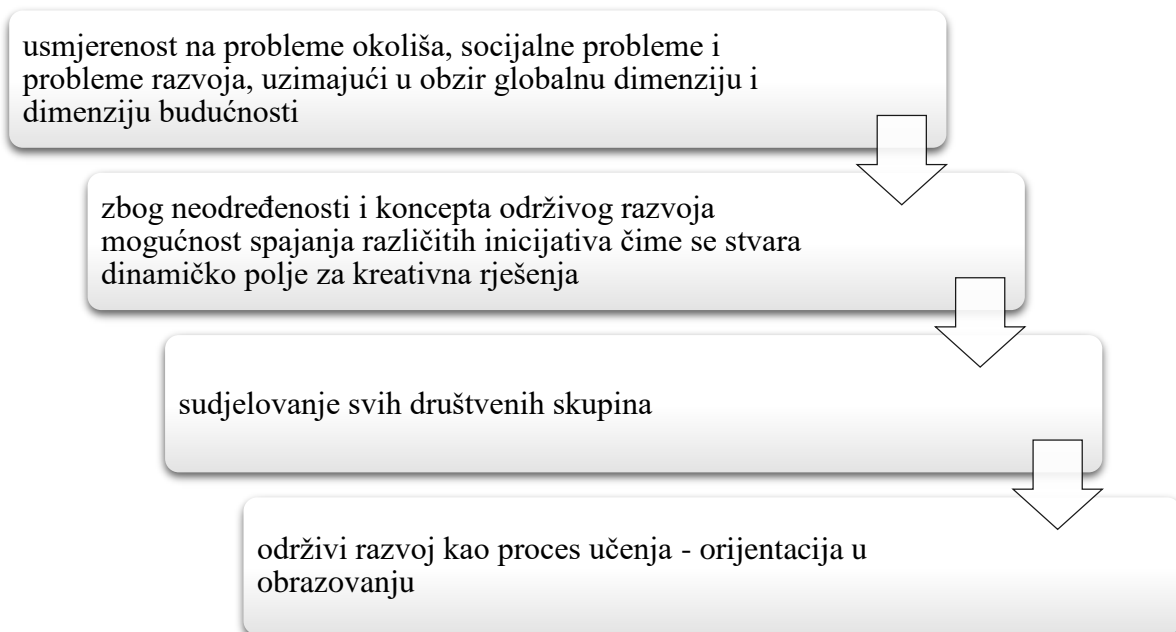 usmjerenost na probleme okoliša, socijalne probleme i
probleme razvoja, uzimajući u obzir globalnu dimenziju i
dimenziju budućnosti
zbog neodređenosti i koncepta održivog razvoja
mogućnost spajanja različitih inicijativa čime se stvara
dinamičko polje za kreativna rješenja
sudjelovanje svih društvenih skupina
održivi razvoj kao proces učenja - orijentacija u
obrazovanju